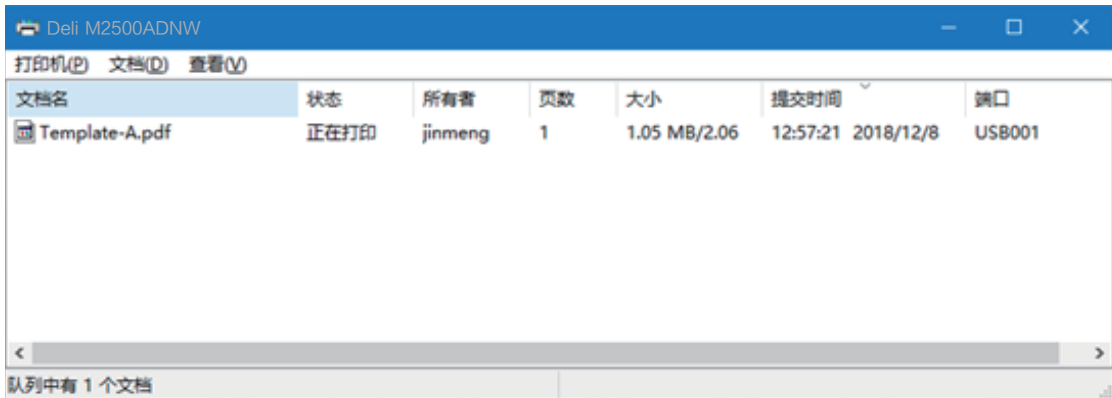 Deli M2500ADNW
打印机(P) 文档(D) 查看(V)
文档名 状态 所有者 页数 大小 提交时间 端口
Template-A.pdf 正在打印 jinmeng 1 1.05 MB/2.06 12:57:21 2018/12/8 USB001
队列中有 1 个文档